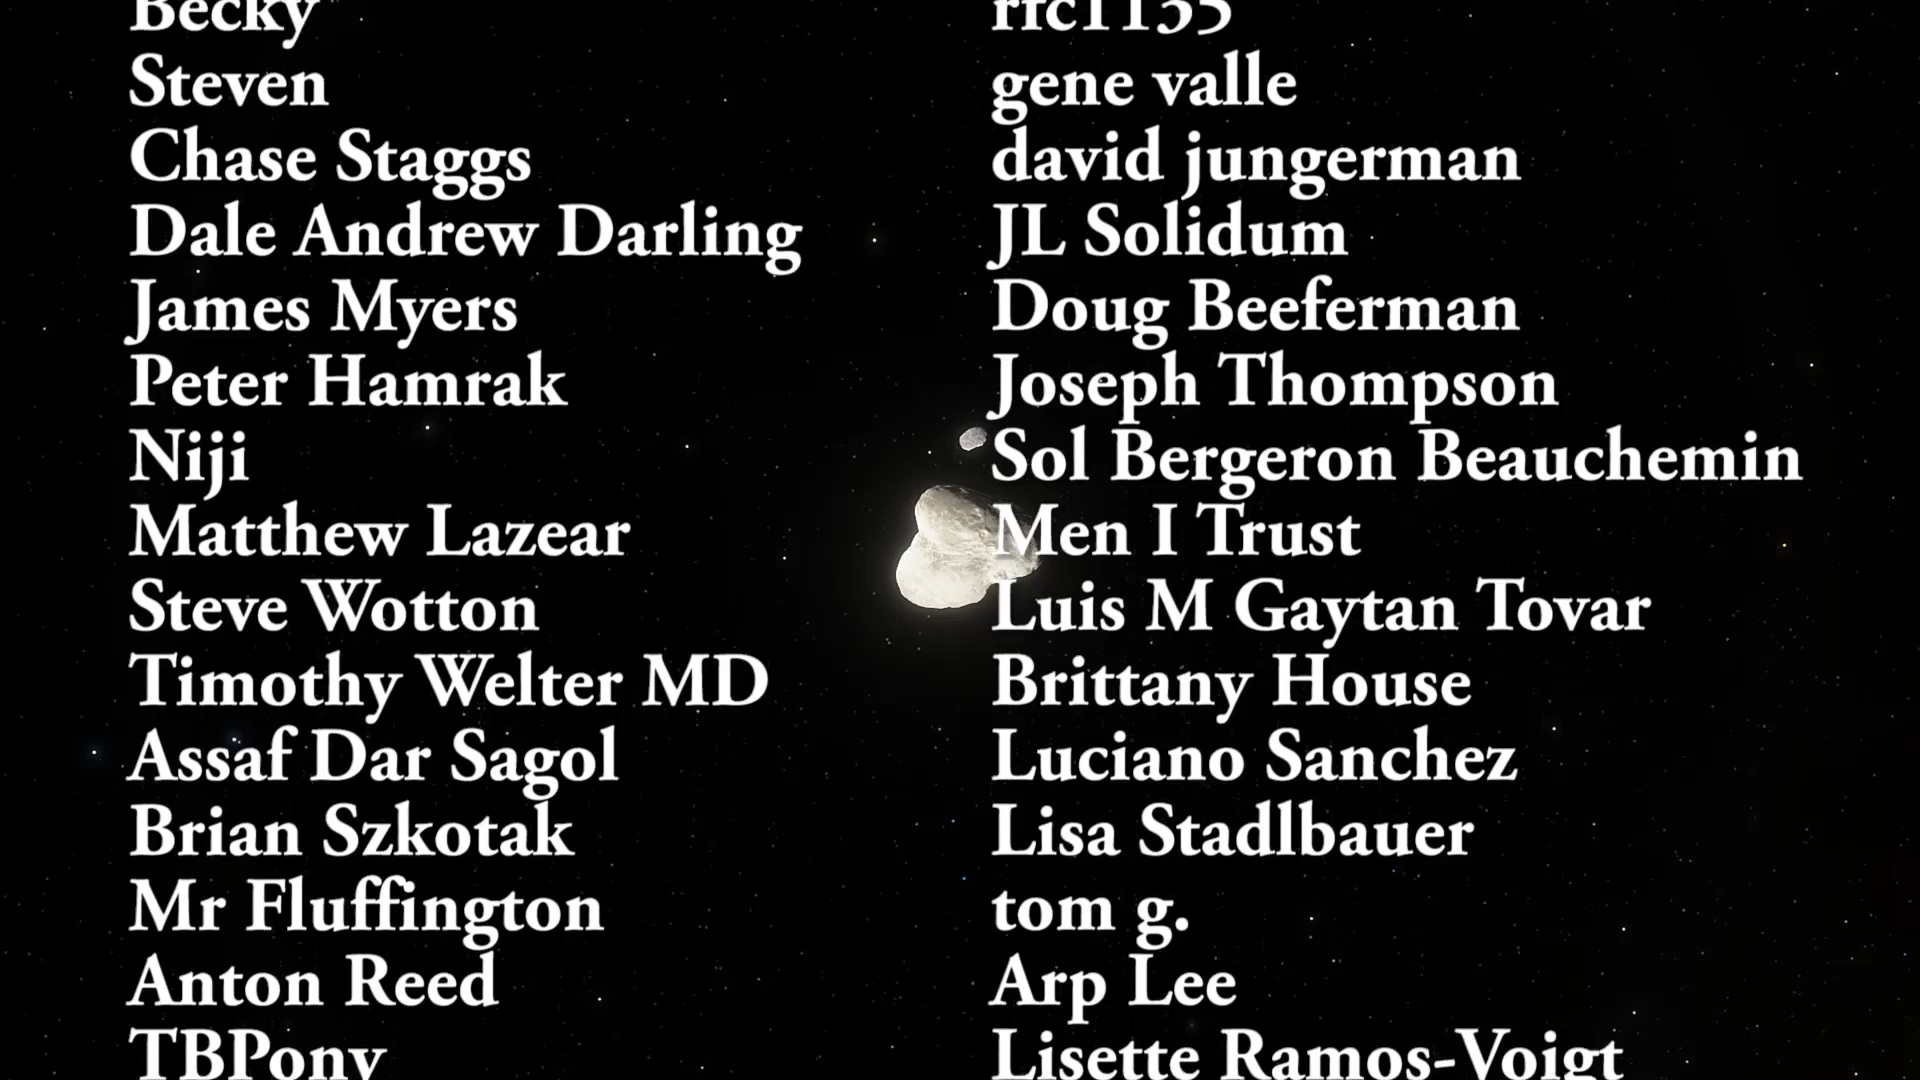 Becky
Steven
Chase Staggs
Dale Andrew Darling
James Myers
Peter Hamrak
Niji
Matthew Lazear
Steve Wotton
Timothy Welter MD
Assaf Dar Sagol
Brian Szkotak
Mr Fluffington
Anton Reed
TBPony
rfc1135
gene valle
david jungerman
JL Solidum
Doug Beeferman
Joseph Thompson
Sol Bergeron Beauchemin
Men I Trust
Luis M Gaytan Tovar
Brittany House
Luciano Sanchez
Lisa Stadlbauer
tom g.
Arp Lee
Lisette Ramos-Voigt